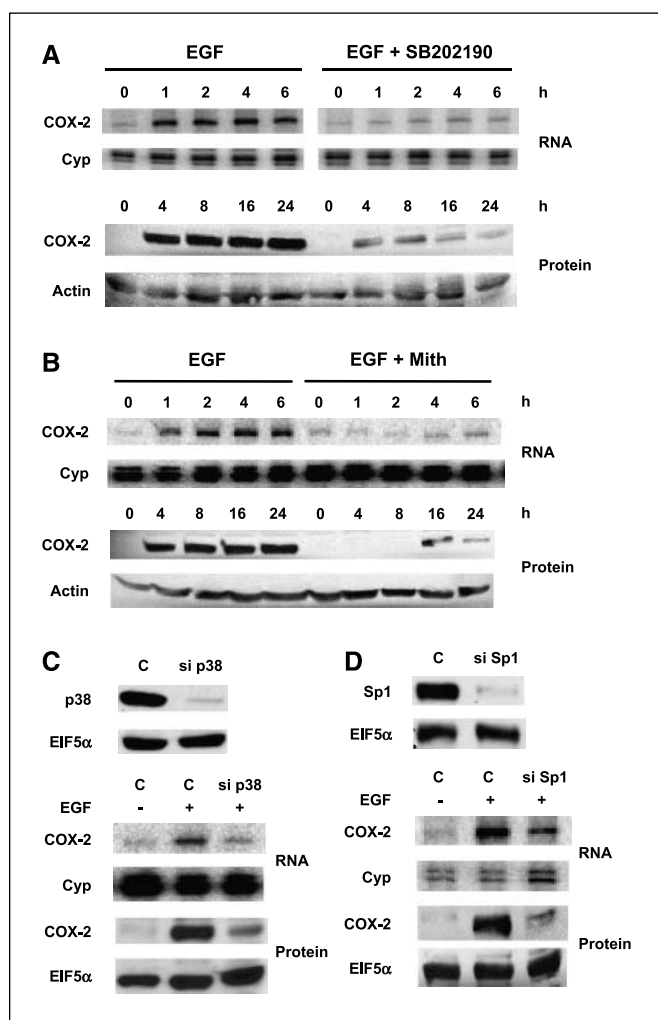 A
EGF EGF + SB202190
0 1 2 4 6 0 1 2 4 6 h
COX-2
RNA
Cyp
0 4 8 16 24 0 4 8 16 24 h
COX-2
Protein
Actin
B
EGF EGF + Mith
0 1 2 4 6 0 1 2 4 6 h
COX-2
RNA
Cyp
0 4 8 16 24 0 4 8 16 24 h
COX-2
Protein
Actin
C
C si p38
p38
EIF5α
C C si p38
EGF - + +
COX-2
RNA
Cyp
COX-2
Protein
EIF5α
D
C si Sp1
Sp1
EIF5α
C C si Sp1
EGF - + +
COX-2
RNA
Cyp
COX-2
Protein
EIF5α